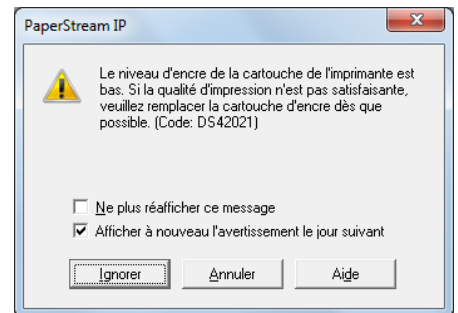 PaperStream IP
Le niveau d'encre de la cartouche de l'imprimante est
bas. Si la qualité d'impression n'est pas satisfaisante,
veuillez remplacer la cartouche d'encre dès que
possible. (Code: DS42021)
Ne plus réafficher ce message
Afficher à nouveau l'avertissement le jour suivant
Ignorer Annuler Aide